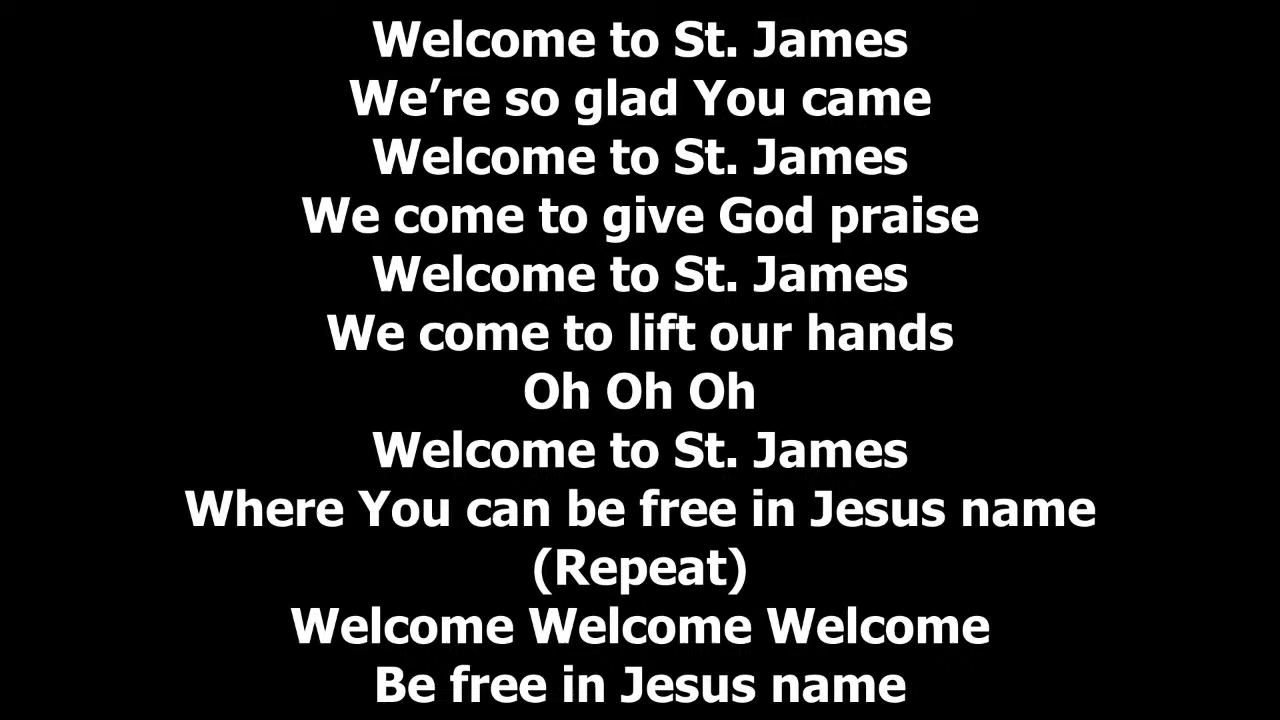 Welcome to St. James
We’re so glad You came
Welcome to St. James
We come to give God praise
Welcome to St. James
We come to lift our hands
Oh Oh Oh
Welcome to St. James
Where You can be free in Jesus name
(Repeat)
Welcome Welcome Welcome
Be free in Jesus name